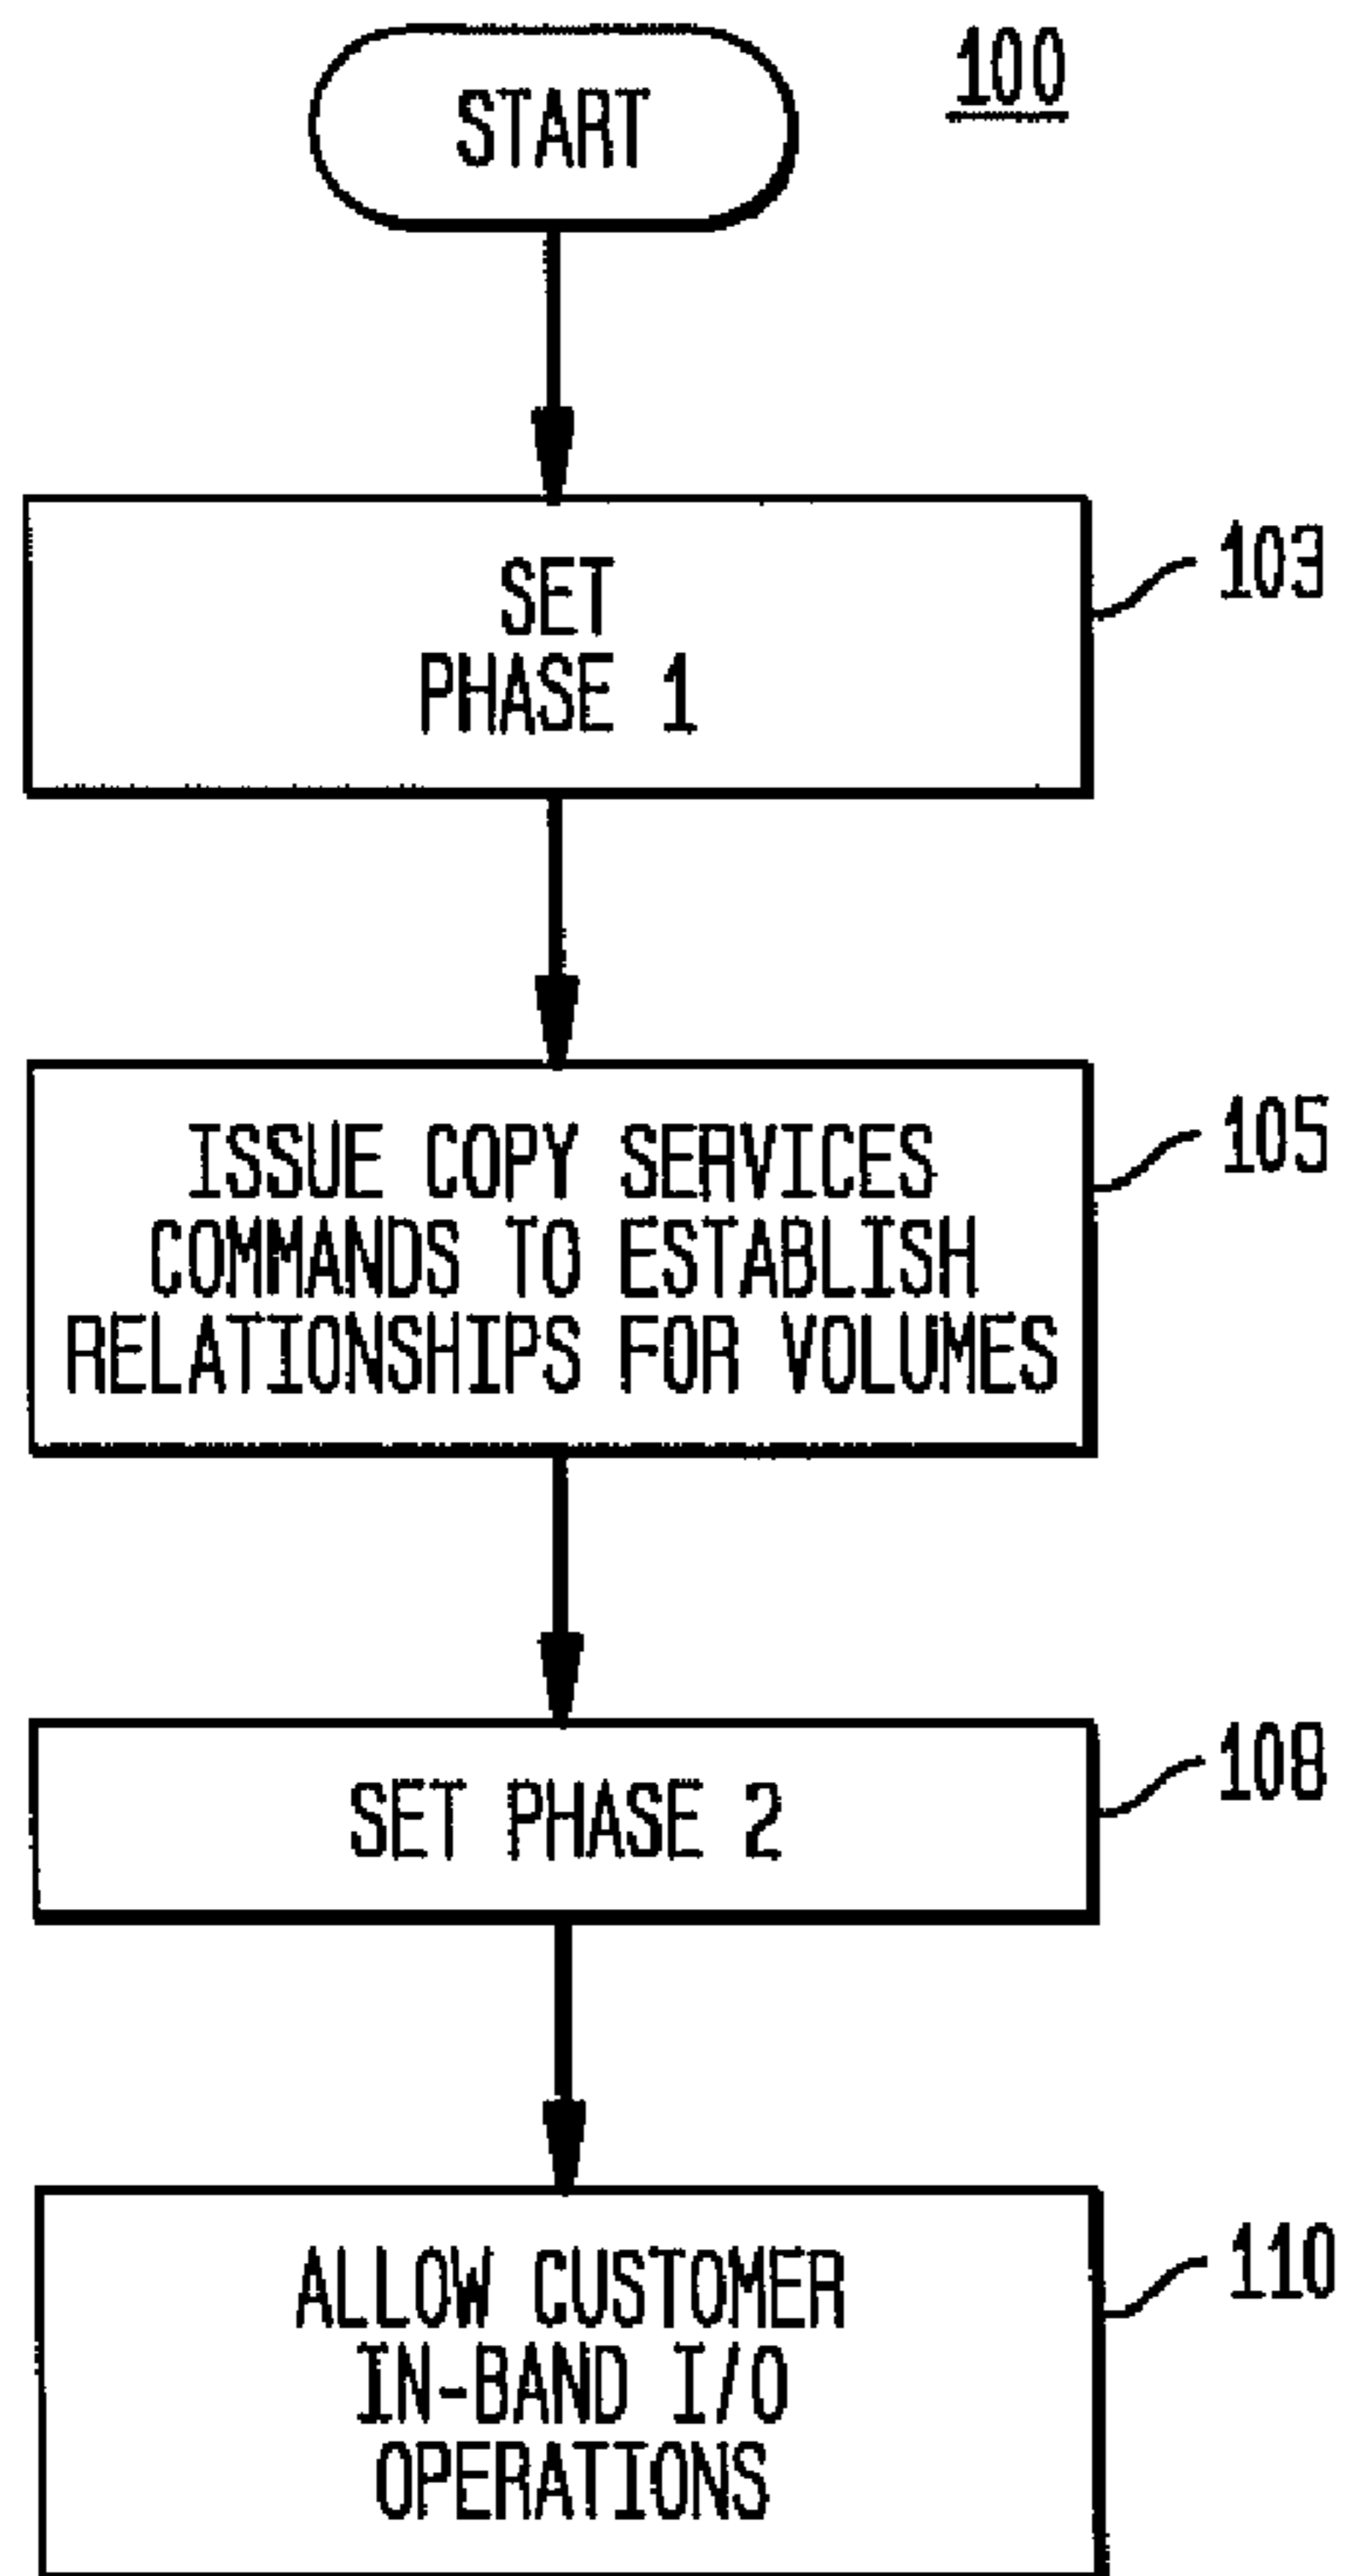 START
100
SET
PHASE 1
103
ISSUE COPY SERVICES
COMMANDS TO ESTABLISH
RELATIONSHIPS FOR VOLUMES
105
SET PHASE 2
108
ALLOW CUSTOMER
IN-BAND I/O
OPERATIONS
110